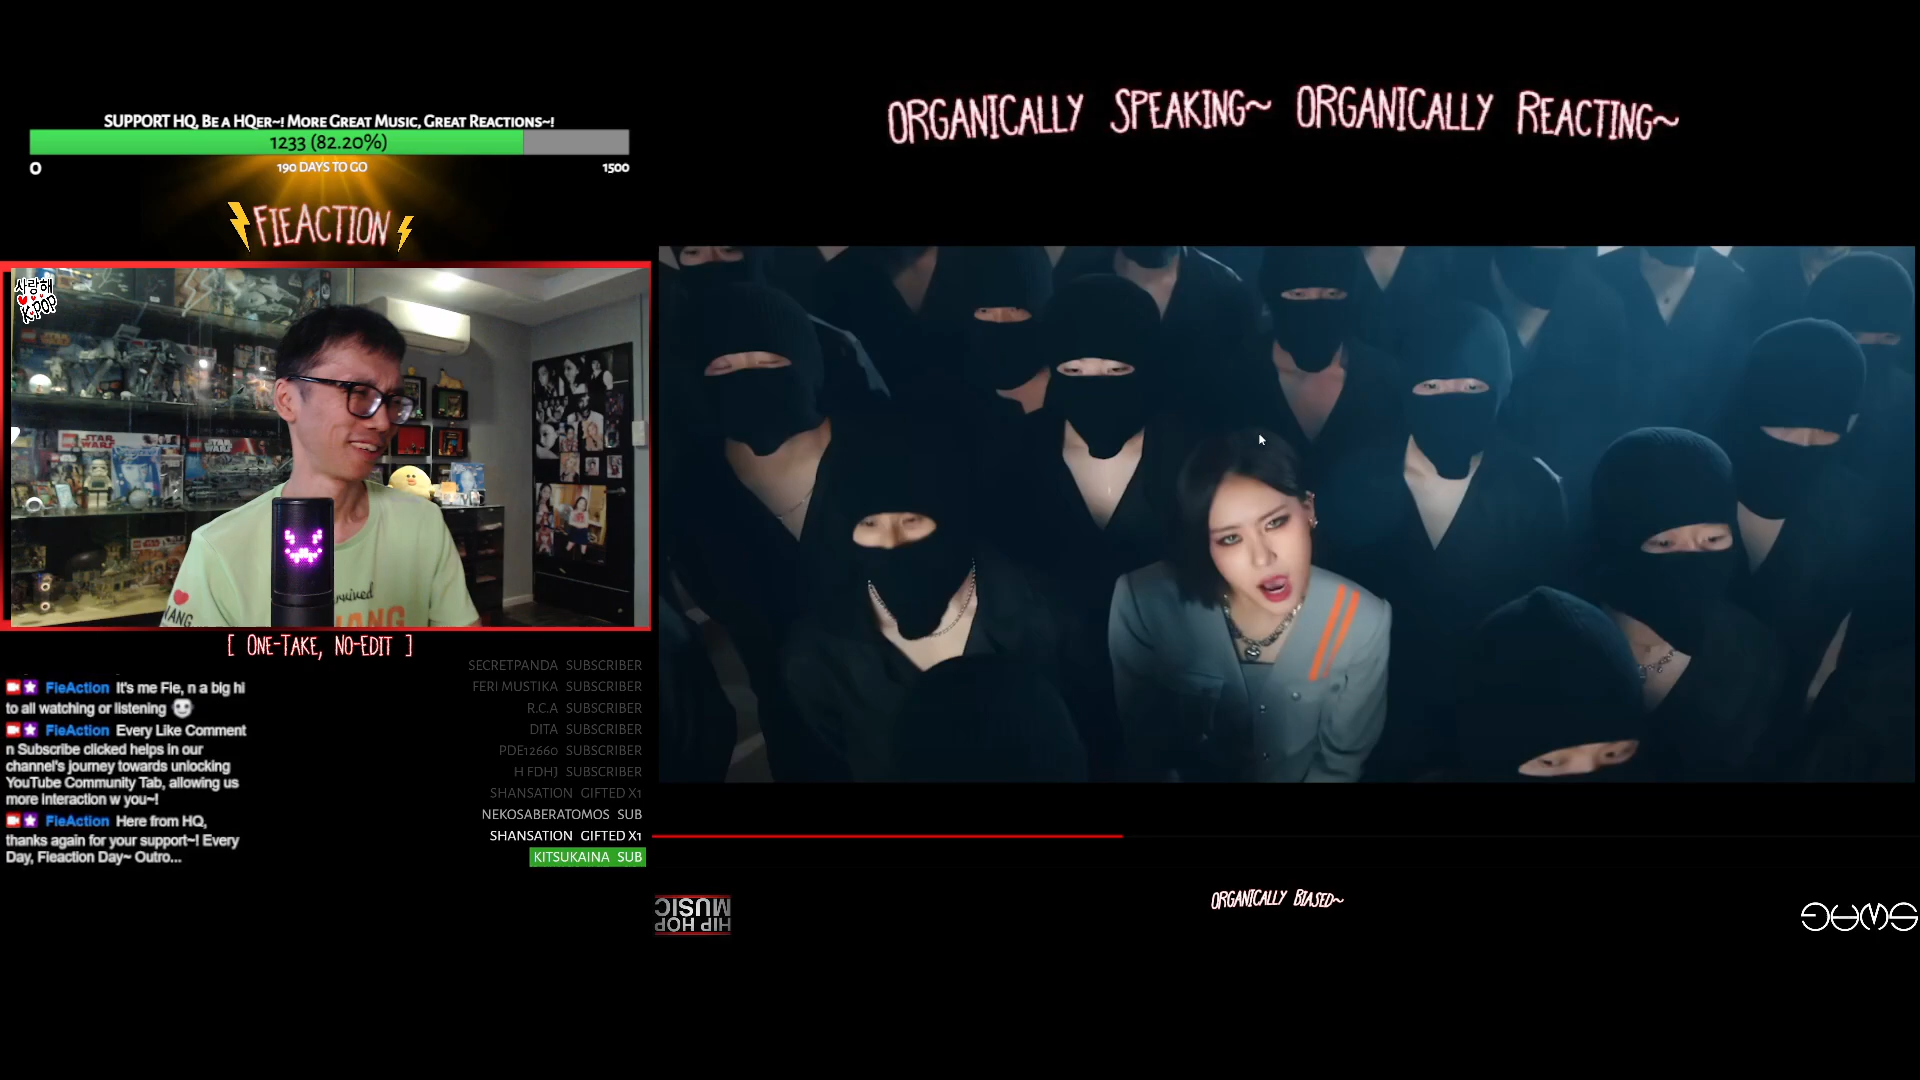 SUPPORT HQ, BE A HQER~! MORE GREAT MUSIC, GREAT REACTIONS~!
1233 (82.20%)
0 190 DAYS TO GO 1500
FIEACTION
ORGANICALLY SPEAKING~ ORGANICALLY REACTING~
사랑해
K-POP
STAR WARS
[ ONE-TAKE, NO-EDIT ]
FieAction It's me Fie, n a big hi
to all watching or listening
FieAction Every Like Comment
n Subscribe clicked helps in our
channel's journey towards unlocking
YouTube Community Tab, allowing us
more interaction w you~!
FieAction Here from HQ,
thanks again for your support~! Every
Day, Fieaction Day~ Outro...
SECRETPANDA SUBSCRIBER
FERI MUSTIKA SUBSCRIBER
R.C.A SUBSCRIBER
DITA SUBSCRIBER
PDE12660 SUBSCRIBER
H FDHJ SUBSCRIBER
SHANSATION GIFTED X1
NEKOSABERATOMOS SUB
SHANSATION GIFTED X1
KITSUKAINA SUB
HIP HOP
MUSIC
ORGANICALLY BIASED~